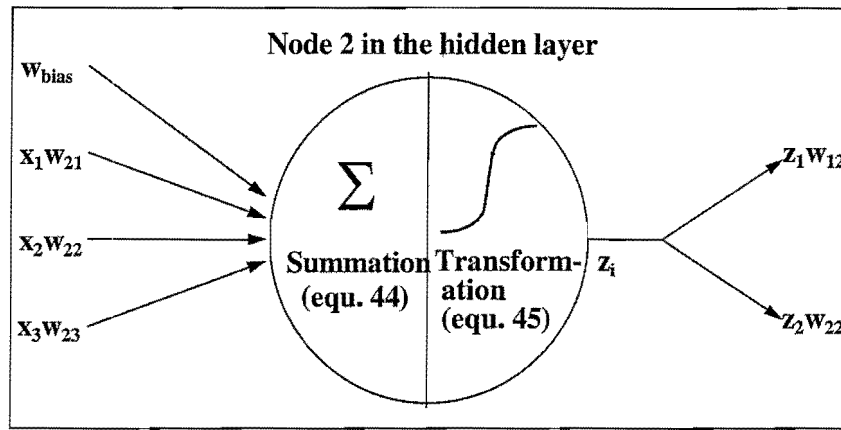 Node 2 in the hidden layer
w_bias
x₁w₂₁
x₂w₂₂
x₃w₂₃
Σ
Summation
(equ. 44)
Transform-
ation
(equ. 45)
zᵢ
z₁w₁₂
z₂w₂₂